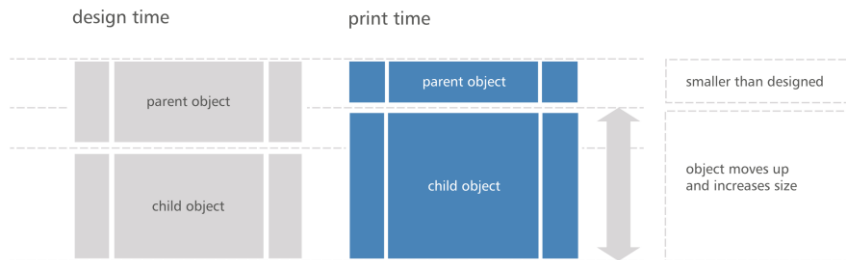 design time
print time
parent object
parent object
smaller than designed
child object
child object
object moves up
and increases size